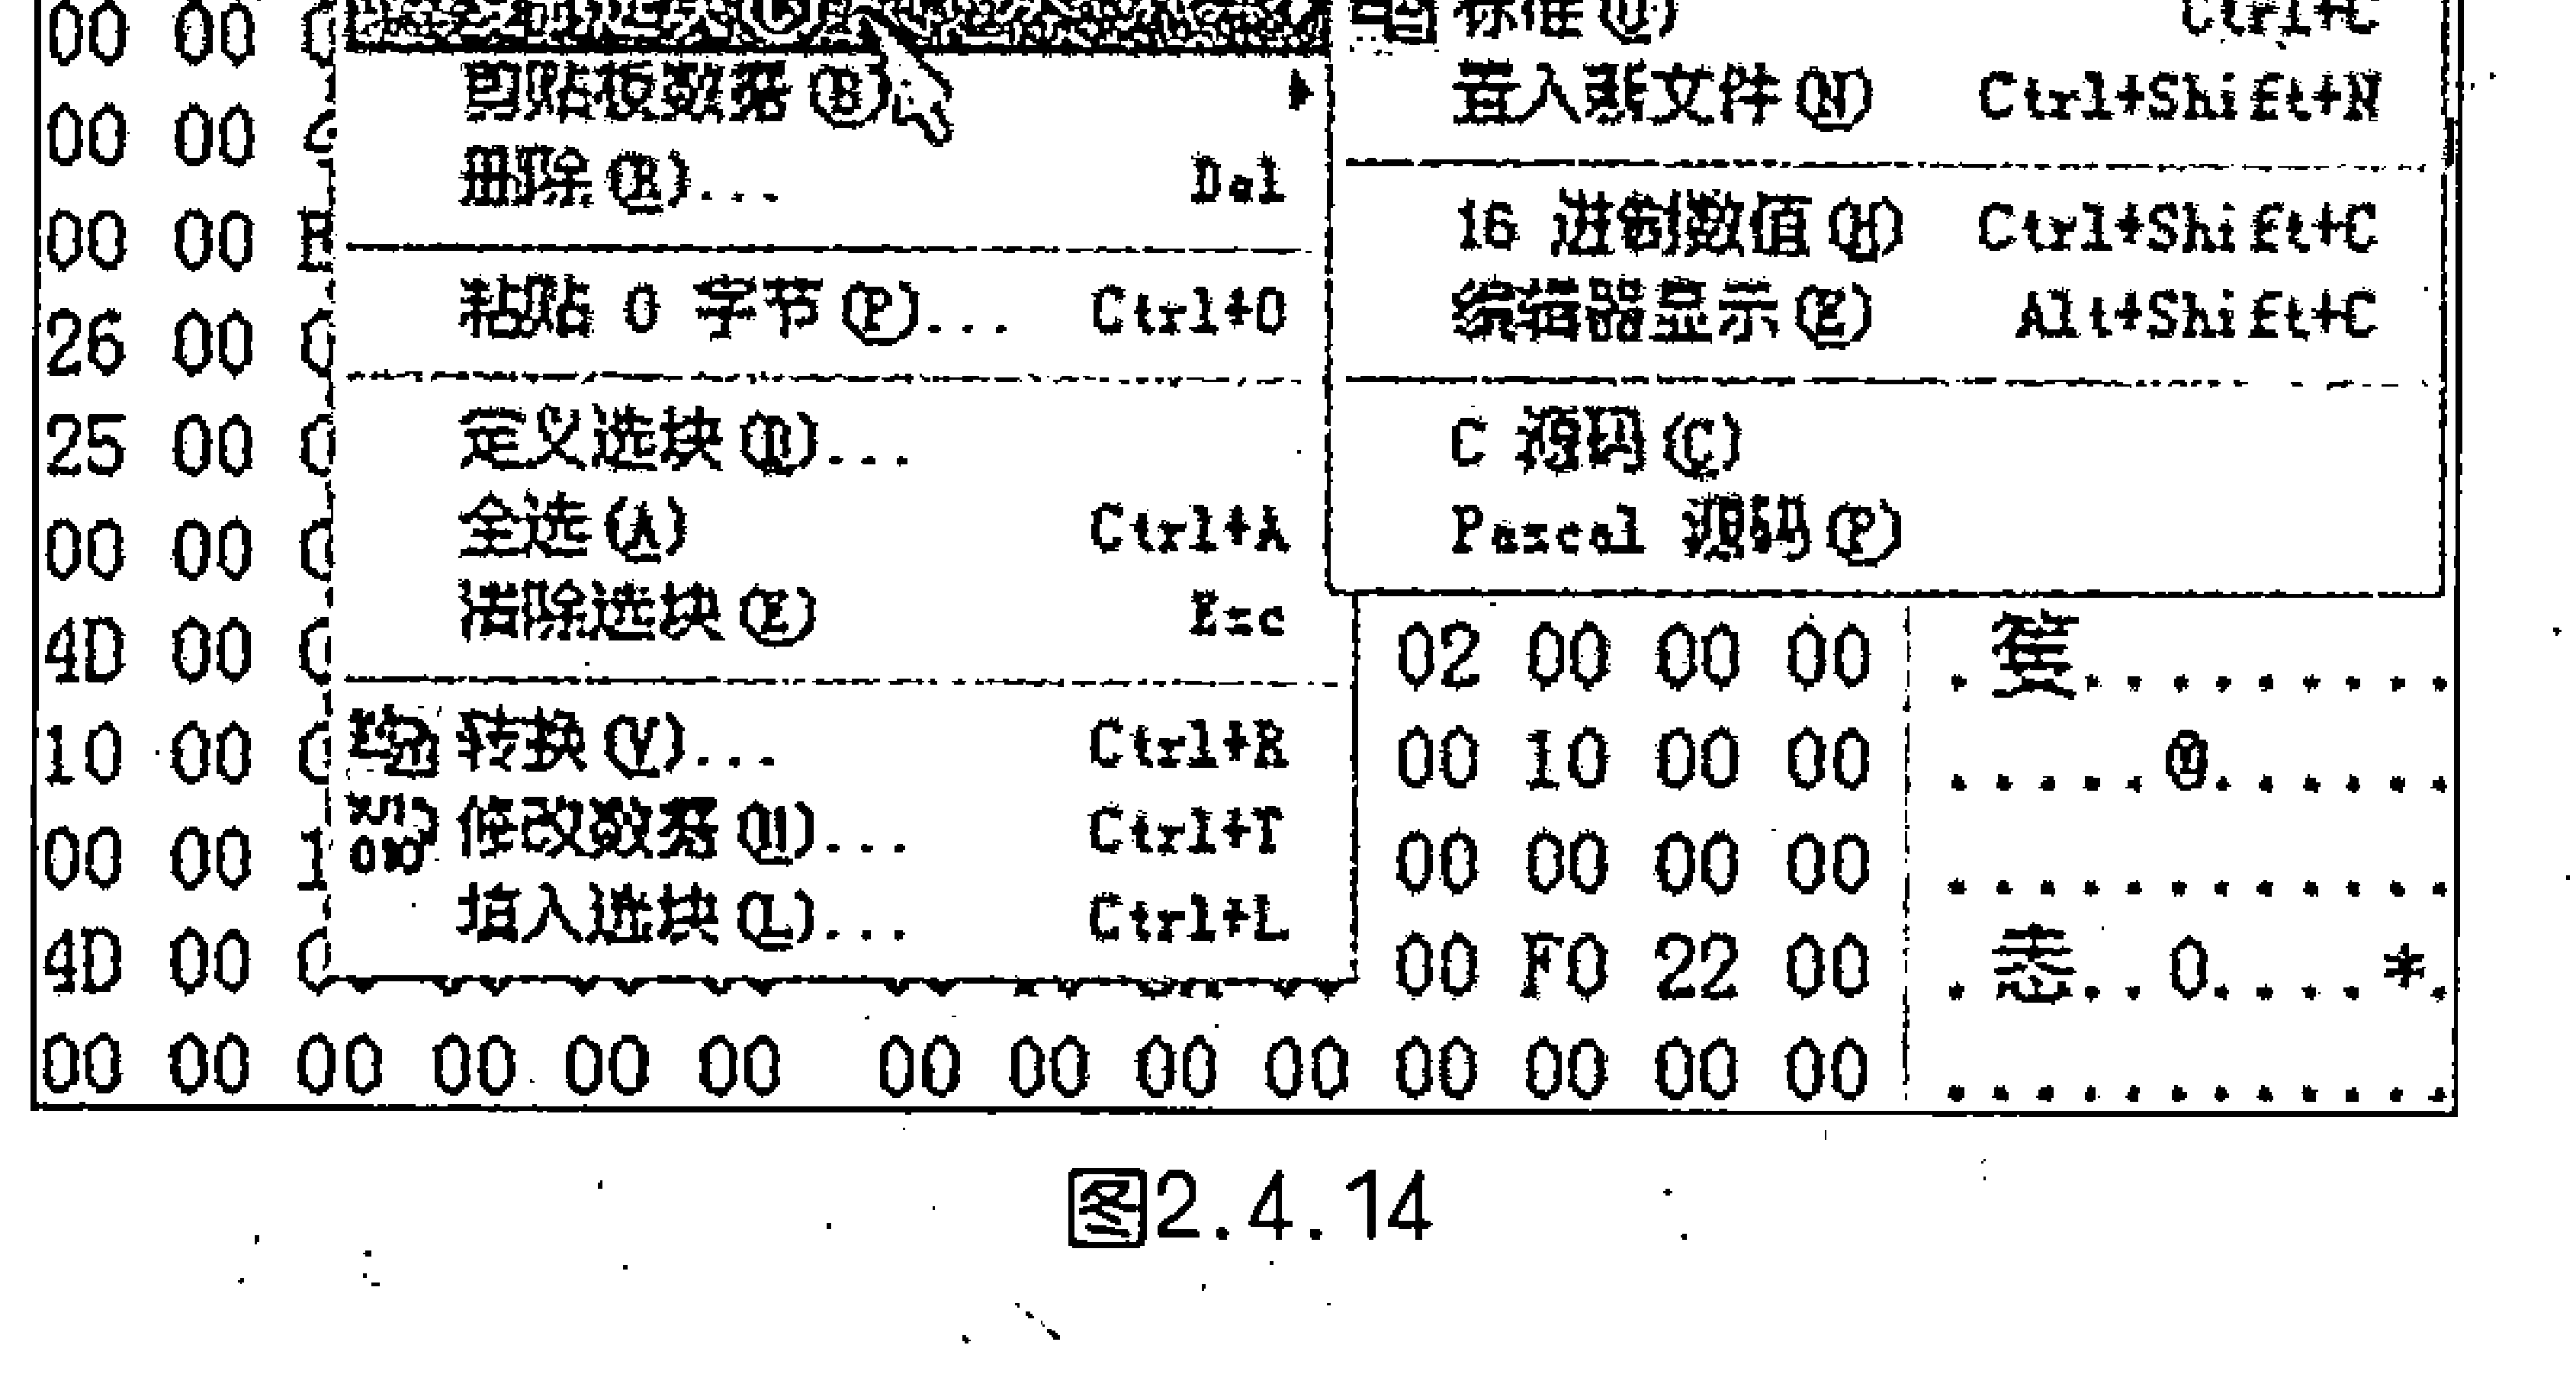 标准(U) Ctrl+C
00 00
剪贴板数据(B)
置入新文件(N) Ctrl+Shift+N
00 00
删除(R)... Del
16 进制数值(H) Ctrl+Shift+C
00 00
粘贴 0 字节(P)... Ctrl+0
编辑器显示(E) Alt+Shift+C
26 00
定义选块(D)...
C 源码(C)
25 00
全选(A) Ctrl+A
Pascal 源码(P)
00 00
清除选块(E) Esc
4D 00
02 00 00 00
转换(V)... Ctrl+R
10 00
00 10 00 00 .....@......
修改数据(M)... Ctrl+T
00 00 1
00 00 00 00 ............
填入选块(L)... Ctrl+L
4D 00
00 F0 22 00
00 00 00 00 00 00 00 00 00 00 00 00 00 00 ............
图2.4.14